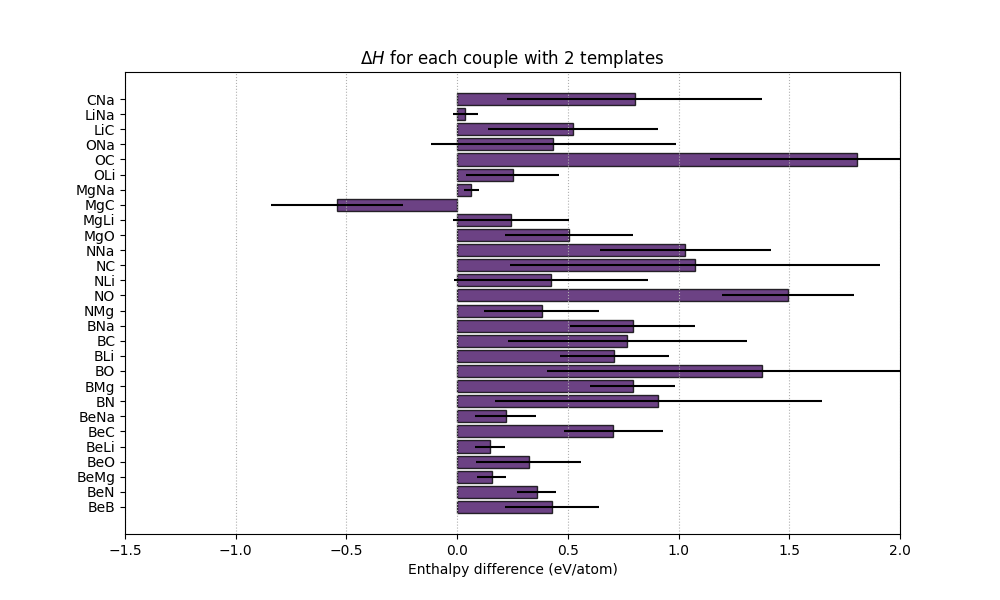 ΔH for each couple with 2 templates
CNa
LiNa
LiC
ONa
OC
OLi
MgNa
MgC
MgLi
MgO
NNa
NC
NLi
NO
NMg
BNa
BC
BLi
BO
BMg
BN
BeNa
BeC
BeLi
BeO
BeMg
BeN
BeB
−1.5 −1.0 −0.5 0.0 0.5 1.0 1.5 2.0
Enthalpy difference (eV/atom)